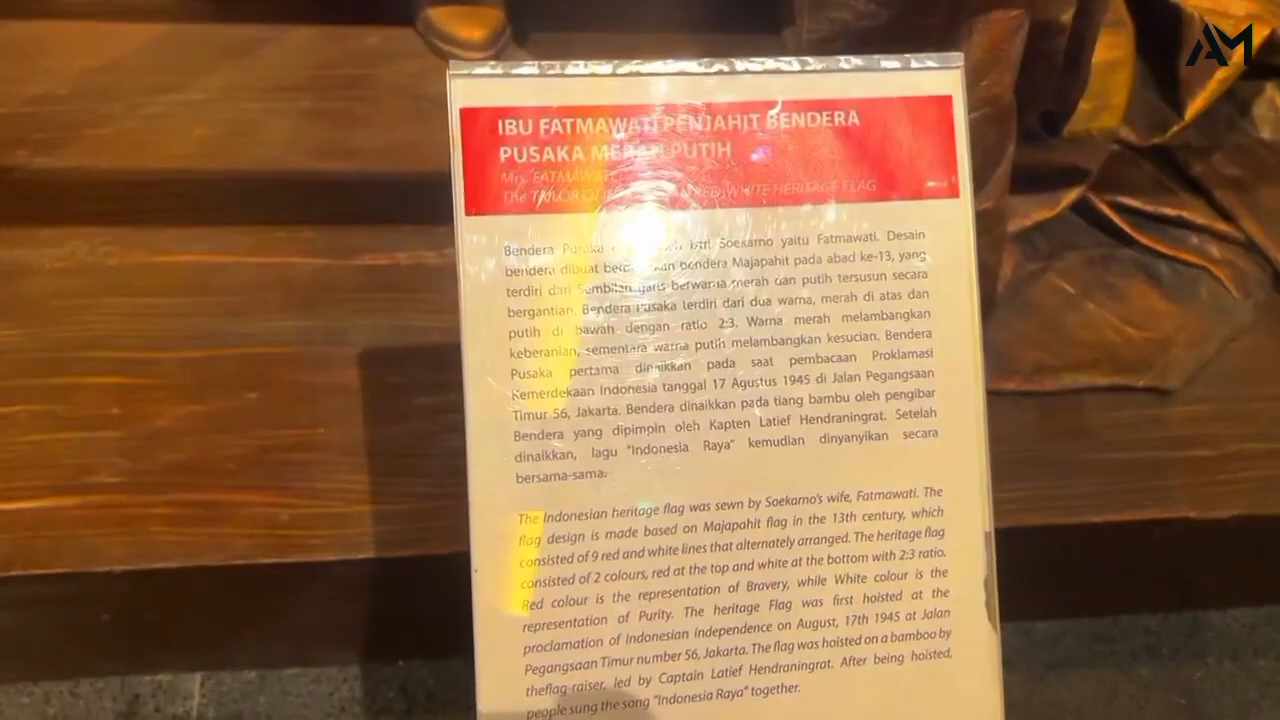 AM
IBU FATMAWATI PENJAHIT BENDERA
PUSAKA MERAH PUTIH
Mrs. FATMAWATI
The TAILOR OF RED, WHITE HERITAGE FLAG
Bendera istri Soekarno yaitu Fatmawati. Desain
bendera dibuat bendera Majapahit pada abad ke-13, yang
terdiri dari Sembilan garis berwarna merah dan putih tersusun secara
bergantian. Bendera Pusaka terdiri dari dua warna, merah di atas dan
putih di bawah dengan ratio 2:3. Warna merah melambangkan
keberanian, sementara warna putih melambangkan kesucian. Bendera
Pusaka pertama dinaikkan pada saat pembacaan Proklamasi
Kemerdekaan Indonesia tanggal 17 Agustus 1945 di Jalan Pegangsaan
Timur 56, Jakarta. Bendera dinaikkan pada tiang bambu oleh pengibar
Bendera yang dipimpin oleh Kapten Latief Hendraningrat. Setelah
dinaikkan, lagu "Indonesia Raya" kemudian dinyanyikan secara
bersama-sama.
The Indonesian heritage flag was sewn by Soekarno's wife, Fatmawati. The
flag design is made based on Majapahit flag in the 13th century, which
consisted of 9 red and white lines that alternately arranged. The heritage flag
consisted of 2 colours, red at the top and white at the bottom with 2:3 ratio.
Red colour is the representation of Bravery, while White colour is the
representation of Purity. The heritage Flag was first hoisted at the
proclamation of Indonesian independence on August, 17th 1945 at Jalan
Pegangsaan Timur number 56, Jakarta. The flag was hoisted on a bamboo by
theflag-raiser, led by Captain Latief Hendraningrat. After being hoisted,
people sung the song "Indonesia Raya" together.